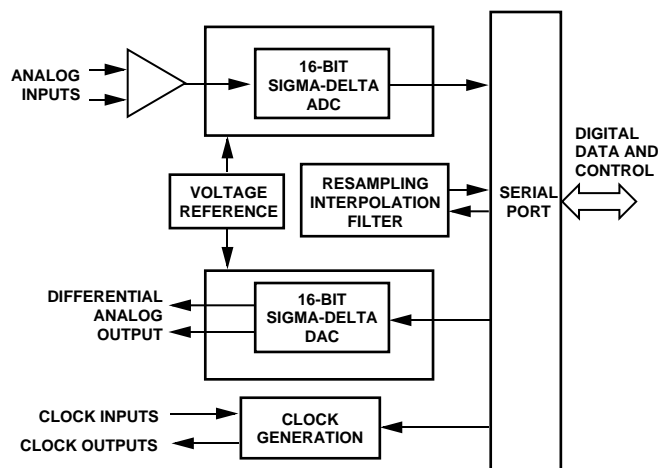 ANALOG
INPUTS
16-BIT
SIGMA-DELTA
ADC
VOLTAGE
REFERENCE
RESAMPLING
INTERPOLATION
FILTER
SERIAL
PORT
DIGITAL
DATA AND
CONTROL
DIFFERENTIAL
ANALOG
OUTPUT
16-BIT
SIGMA-DELTA
DAC
CLOCK INPUTS
CLOCK OUTPUTS
CLOCK
GENERATION